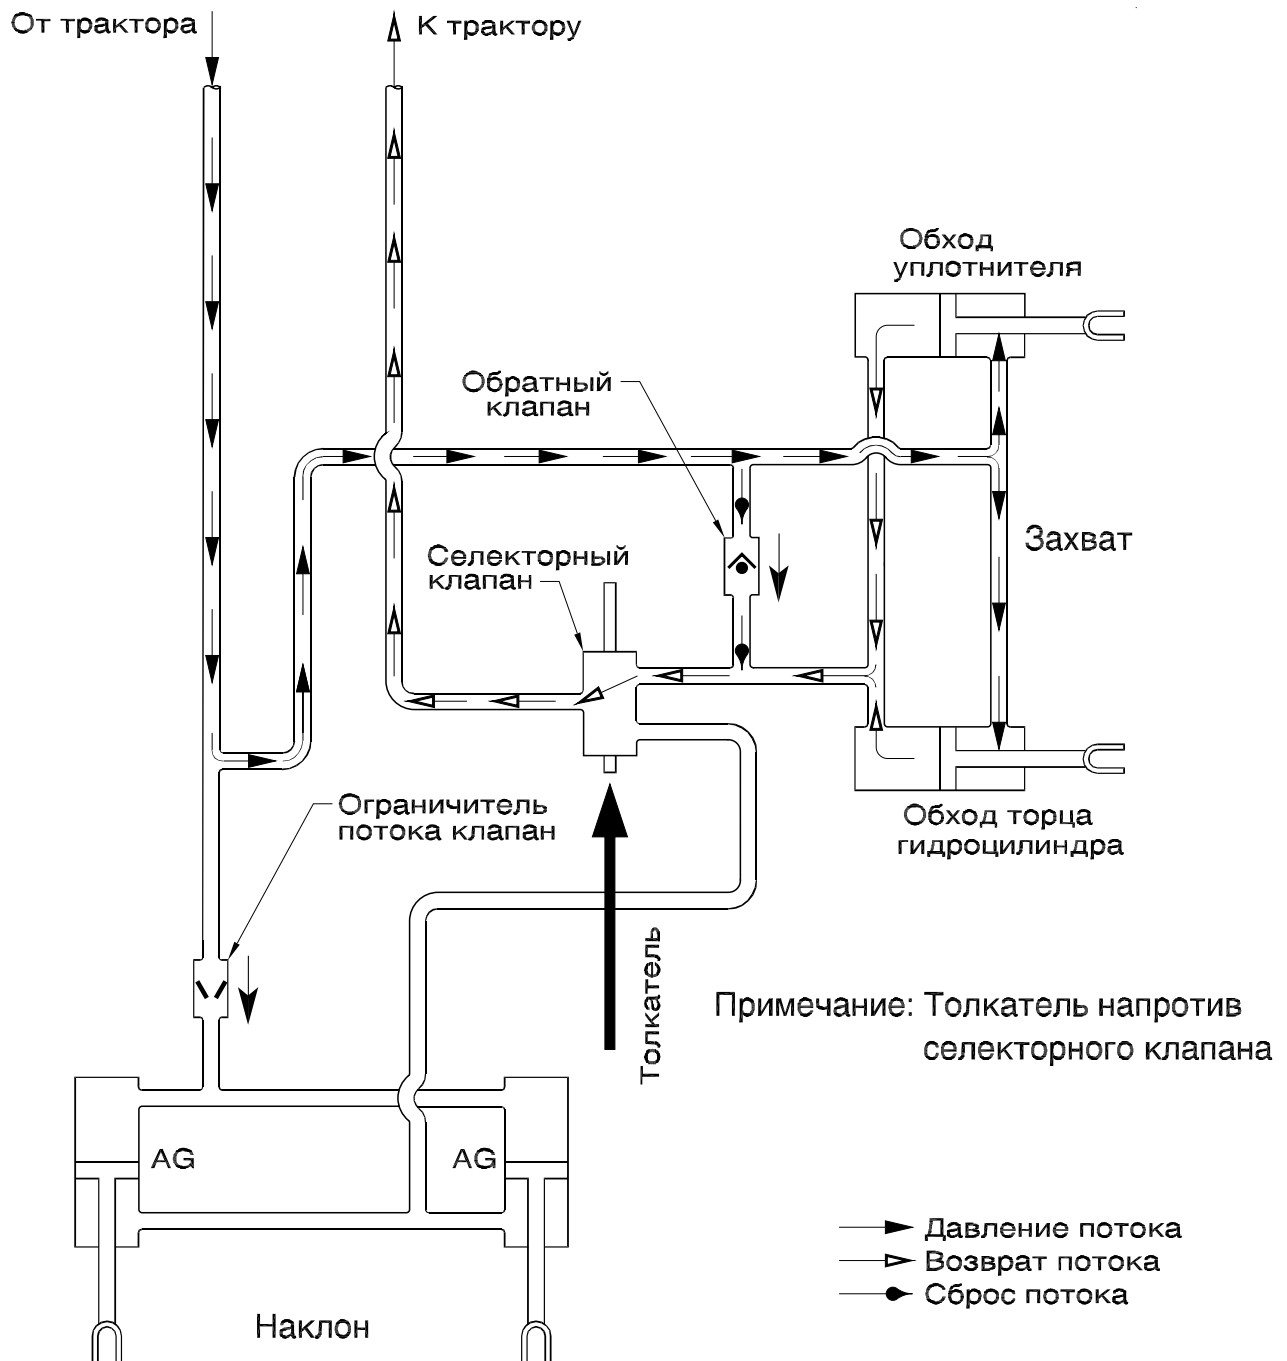 От трактора
К трактору
Обход
уплотнителя
Обратный
клапан
Захват
Селекторный
клапан
Ограничитель
потока клапан
Обход торца
гидроцилиндра
Толкатель
Примечание: Толкатель напротив
селекторного клапана
AG
AG
Давление потока
Возврат потока
Сброс потока
Наклон